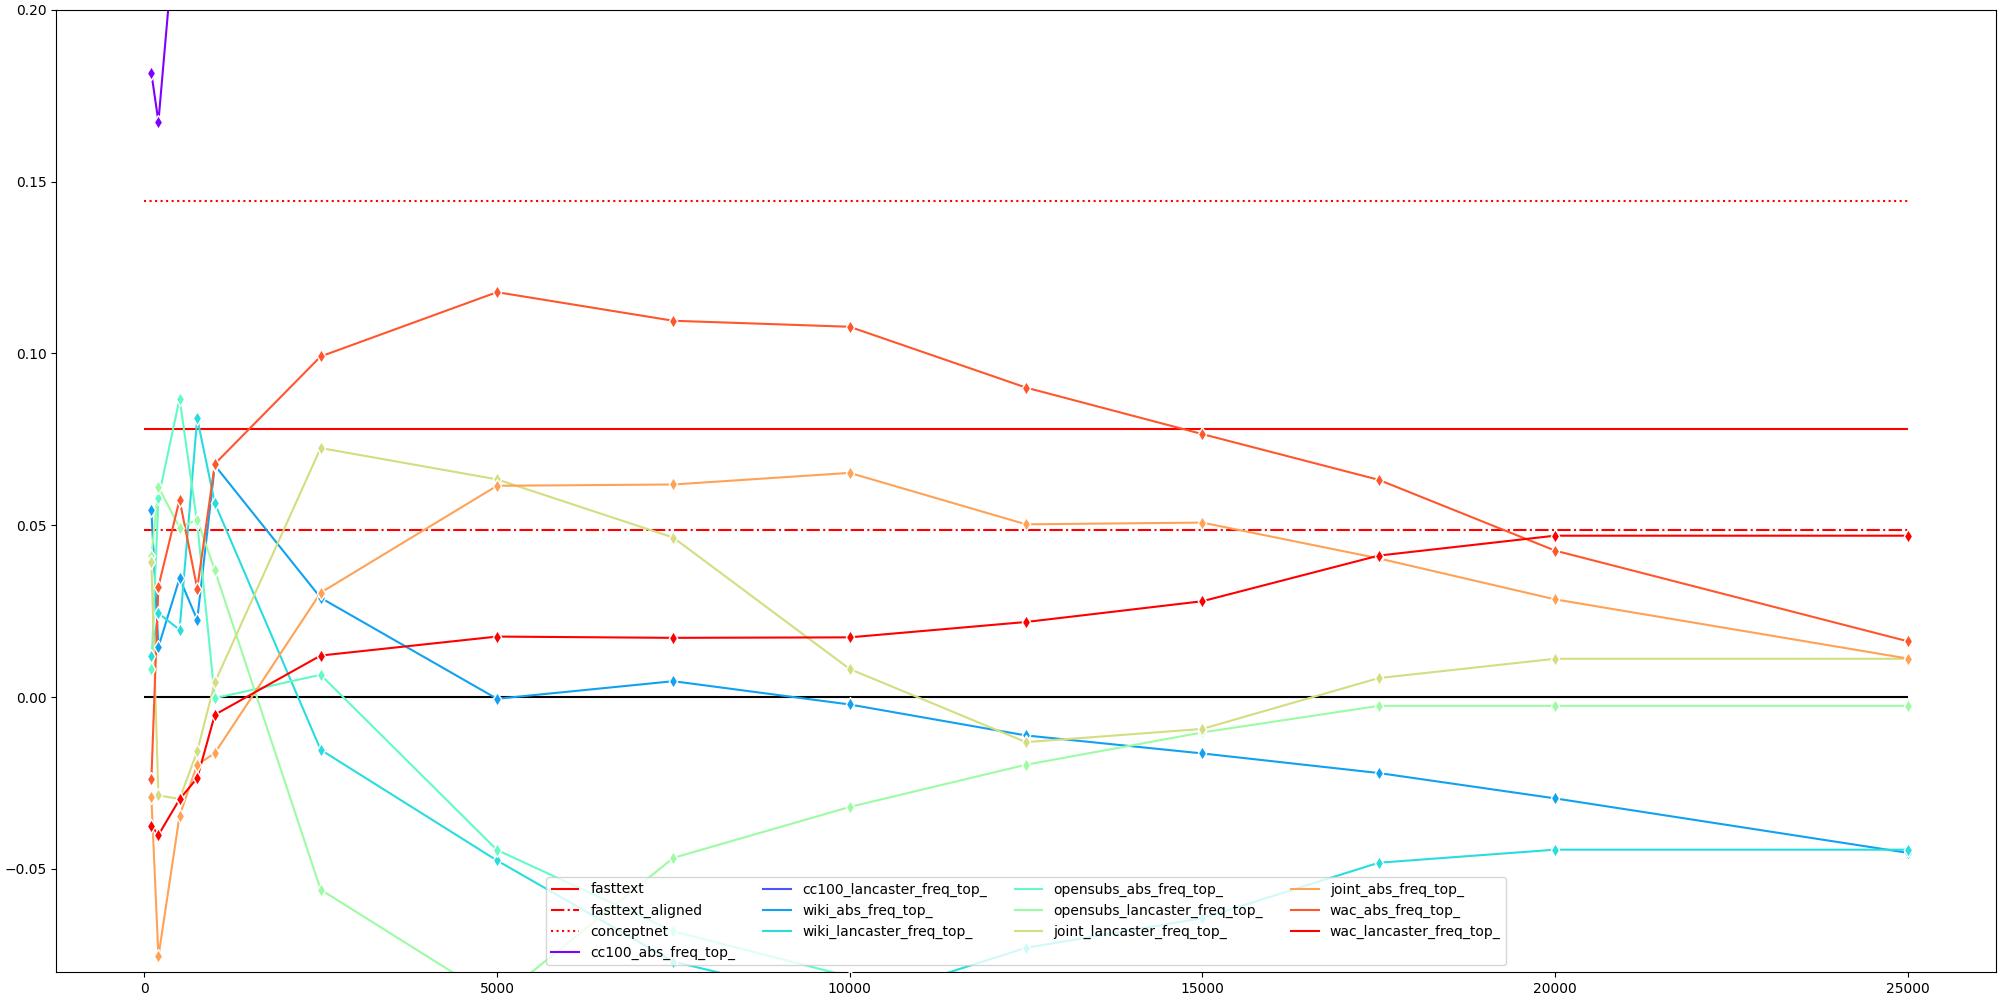 0.20
0.15
0.10
0.05
0.00
−0.05
fasttext
fasttext_aligned
conceptnet
cc100_abs_freq_top_
cc100_lancaster_freq_top_
wiki_abs_freq_top_
wiki_lancaster_freq_top_
opensubs_abs_freq_top_
opensubs_lancaster_freq_top_
joint_lancaster_freq_top_
joint_abs_freq_top_
wac_abs_freq_top_
wac_lancaster_freq_top_
0 5000 10000 15000 20000 25000